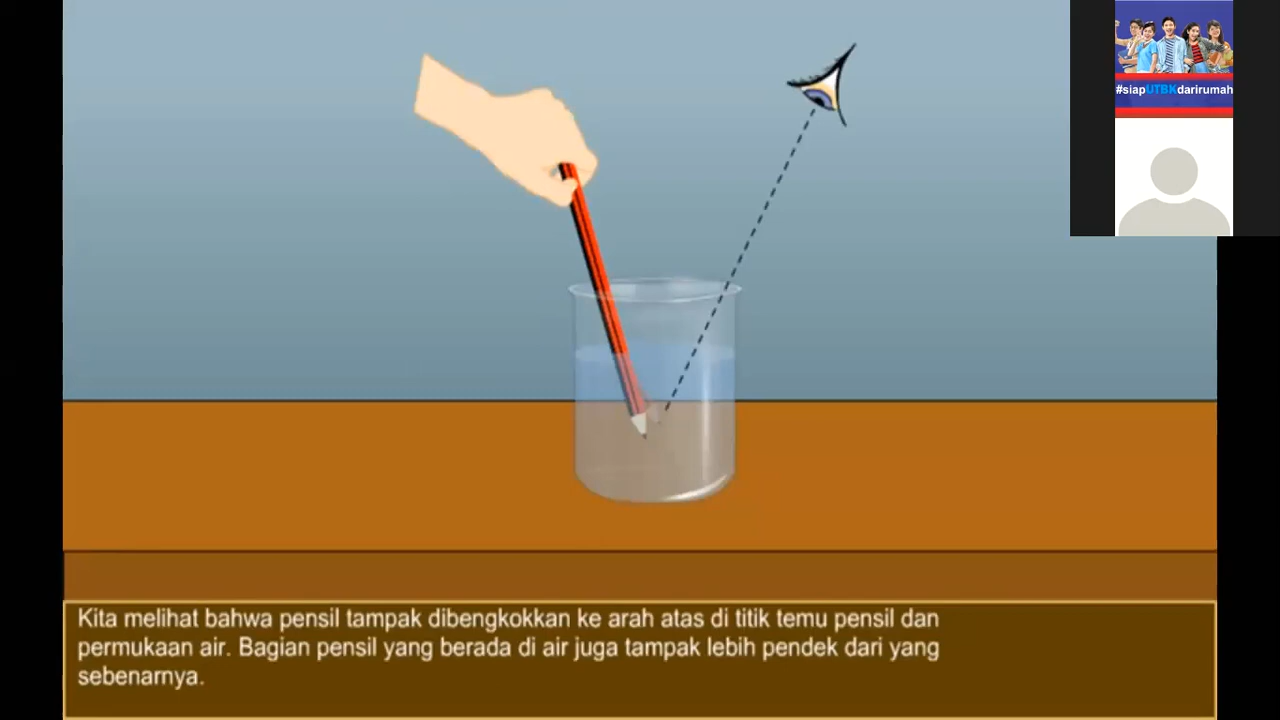 #siapUTBKdarirumah
Kita melihat bahwa pensil tampak dibengkokkan ke arah atas di titik temu pensil dan
permukaan air. Bagian pensil yang berada di air juga tampak lebih pendek dari yang
sebenarnya.